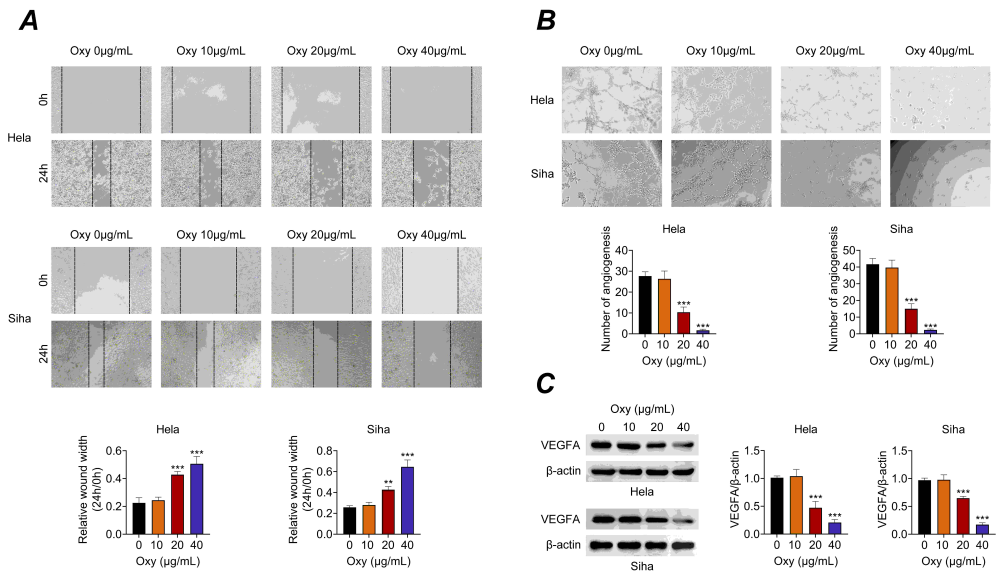 A
Oxy 0µg/mL Oxy 10µg/mL Oxy 20µg/mL Oxy 40µg/mL
0h
Hela
24h
Oxy 0µg/mL Oxy 10µg/mL Oxy 20µg/mL Oxy 40µg/mL
0h
Siha
24h
Hela
Relative wound width
(24h/0h)
0.6
0.4
0.2
0.0
***
***
0 10 20 40
Oxy (µg/mL)
Siha
Relative wound width
(24h/0h)
0.8
0.6
0.4
0.2
0.0
**
***
0 10 20 40
Oxy (µg/mL)
B
Oxy 0µg/mL Oxy 10µg/mL Oxy 20µg/mL Oxy 40µg/mL
Hela
Siha
Hela
Number of angiogenesis
40
30
20
10
0
***
***
0 10 20 40
Oxy (µg/mL)
Siha
Number of angiogenesis
50
40
30
20
10
0
***
***
0 10 20 40
Oxy (µg/mL)
C
Oxy (µg/mL)
0 10 20 40
VEGFA
β-actin
Hela
VEGFA
β-actin
Siha
Hela
VEGFA/β-actin
1.5
1.0
0.5
0.0
***
***
0 10 20 40
Oxy (µg/mL)
Siha
VEGFA/β-actin
1.5
1.0
0.5
0.0
***
***
0 10 20 40
Oxy (µg/mL)